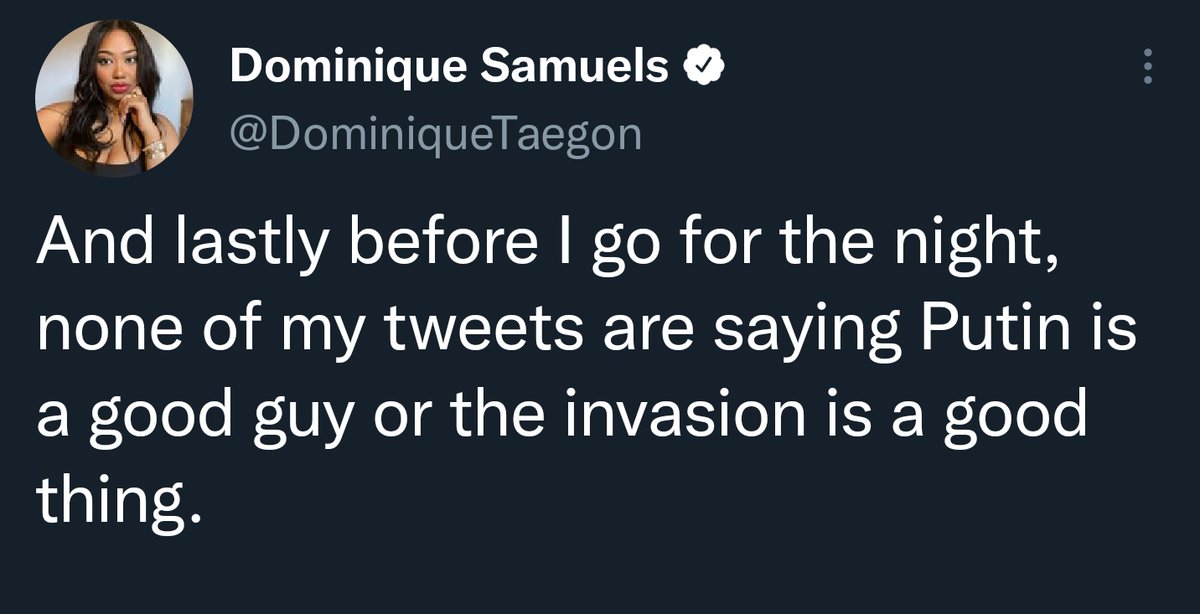 Dominique Samuels
@DominiqueTaegon
And lastly before I go for the night,
none of my tweets are saying Putin is
a good guy or the invasion is a good
thing.